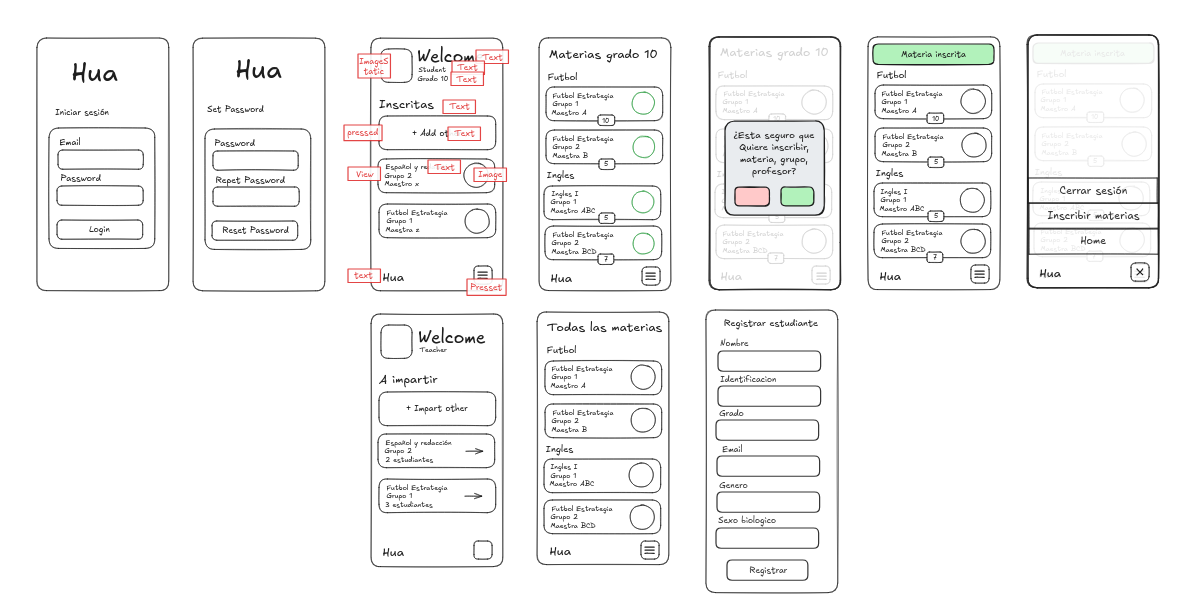 Hua
Iniciar sesión
Email
Password
Login
Hua
Set Password
Password
Repet Password
Reset Password
ImageS
tatic
Welcom
Text
Student
Text
Grado 10
Text
Inscritas
Text
pressed
+ Add ot
Text
View
Español y re
Text
Grupo 2
Maestro x
Image
Futbol Estrategia
Grupo 1
Maestra z
text
Hua
Presset
Materias grado 10
Futbol
Futbol Estrategia
Grupo 1
Maestro A
10
Futbol Estrategia
Grupo 2
Maestra B
5
Ingles
Ingles I
Grupo 1
Maestro ABC
5
Futbol Estrategia
Grupo 2
Maestra BCD
7
Hua
Materias grado 10
Futbol
Futbol Estrategia
Grupo 1
Maestro A
10
¿Esta seguro que
Quiere inscribir,
materia, grupo,
profesor?
Futbol Estrategia
Grupo 2
Maestra BCD
7
Hua
Materia inscrita
Futbol
Futbol Estrategia
Grupo 1
Maestro A
10
Futbol Estrategia
Grupo 2
Maestra B
5
Ingles
Ingles I
Grupo 1
Maestro ABC
5
Futbol Estrategia
Grupo 2
Maestra BCD
7
Hua
Materia inscrita
Futbol
Futbol Estrategia
Grupo 1
Maestro A
10
Futbol Estrategia
Grupo 2
Maestra B
5
Ingles
Cerrar sesión
Inscribir materias
Home
Hua
Welcome
Teacher
A impartir
+ Impart other
Español y redacción
Grupo 2
2 estudiantes
Futbol Estrategia
Grupo 1
3 estudiantes
Hua
Todas las materias
Futbol
Futbol Estrategia
Grupo 1
Maestro A
Futbol Estrategia
Grupo 2
Maestra B
Ingles
Ingles I
Grupo 1
Maestro ABC
Futbol Estrategia
Grupo 2
Maestra BCD
Hua
Registrar estudiante
Nombre
Identificacion
Grado
Email
Genero
Sexo biologico
Registrar